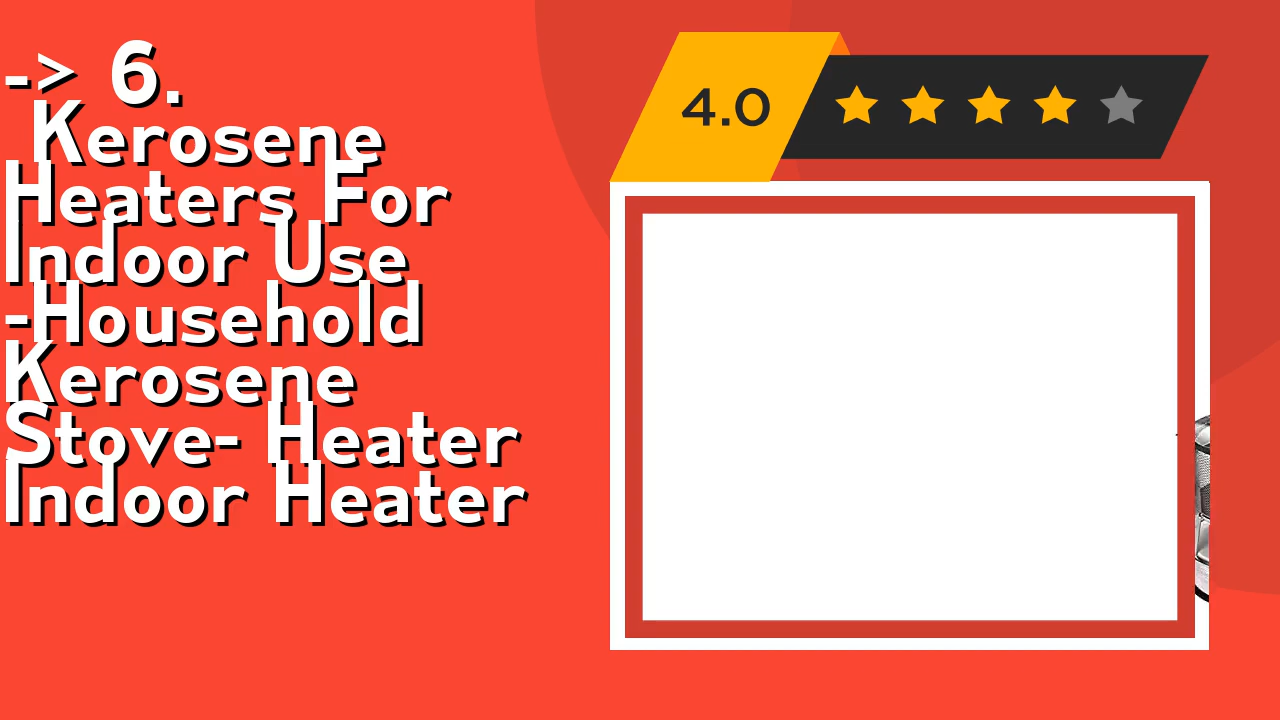 -> 6.
Kerosene
Heaters For
Indoor Use
-Household
Kerosene
Stove- Heater
Indoor Heater
4.0